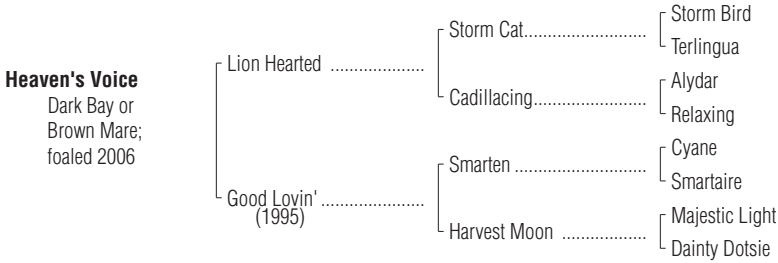 Heaven's Voice
Dark Bay or
Brown Mare;
foaled 2006
Lion Hearted ....................
Good Lovin' ......................
(1995)
Storm Cat..........................
Cadillacing........................
Smarten ............................
Harvest Moon ..................
Storm Bird
Terlingua
Alydar
Relaxing
Cyane
Smartaire
Majestic Light
Dainty Dotsie